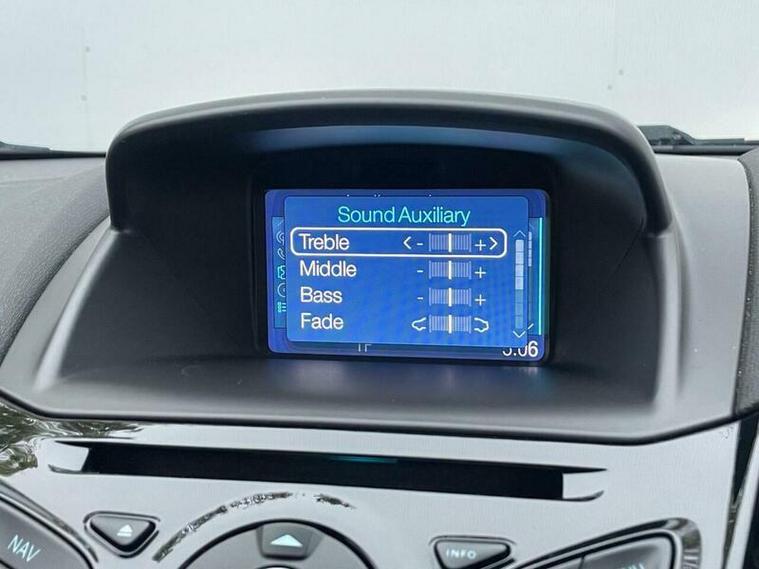 Sound Auxiliary
Treble < - + >
Middle - +
Bass - +
Fade
NAV
INFO